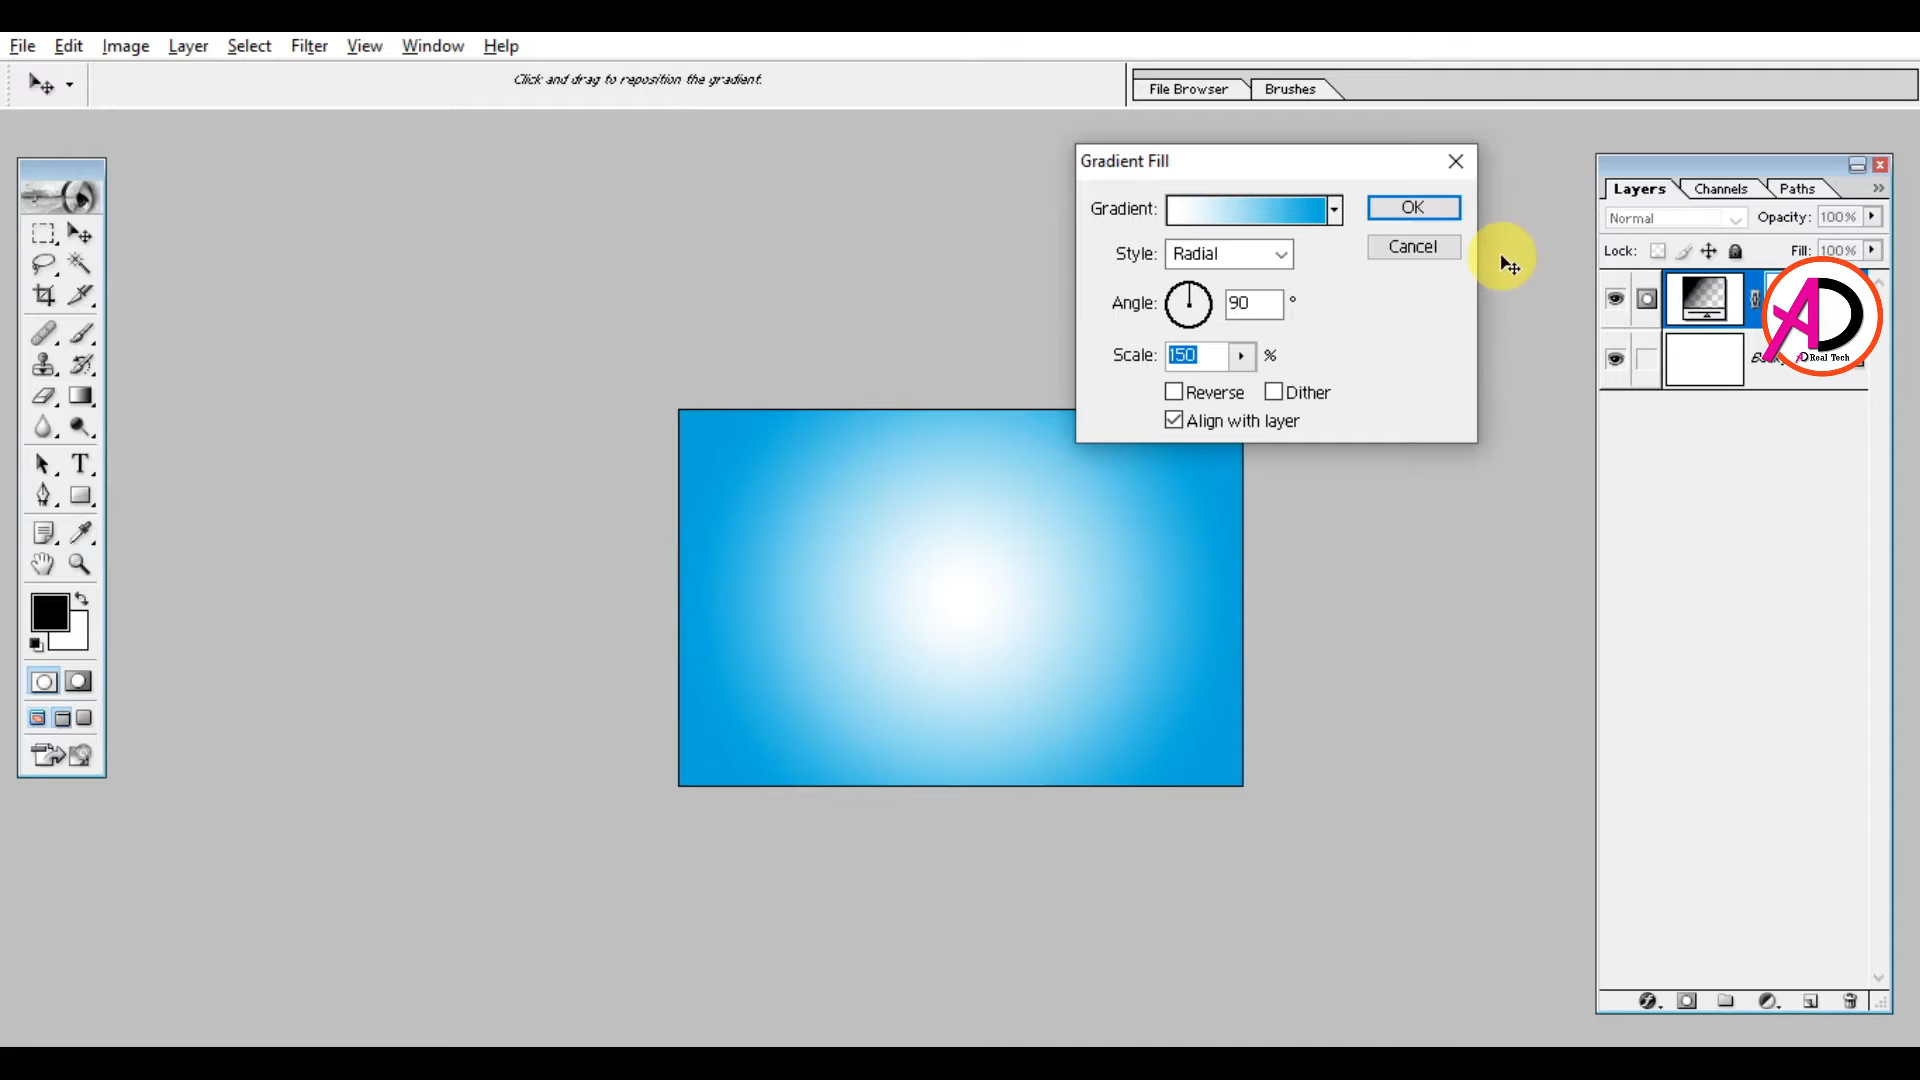 File Edit Image Layer Select Filter View Window Help
Click and drag to reposition the gradient.
File Browser Brushes
Gradient Fill
Gradient: OK
Style: Radial Cancel
Angle: 90 °
Scale: 150 %
Reverse Dither
Align with layer
Layers Channels Paths
Normal Opacity: 100%
Lock: Fill: 100%
AD
AD Real Tech
T